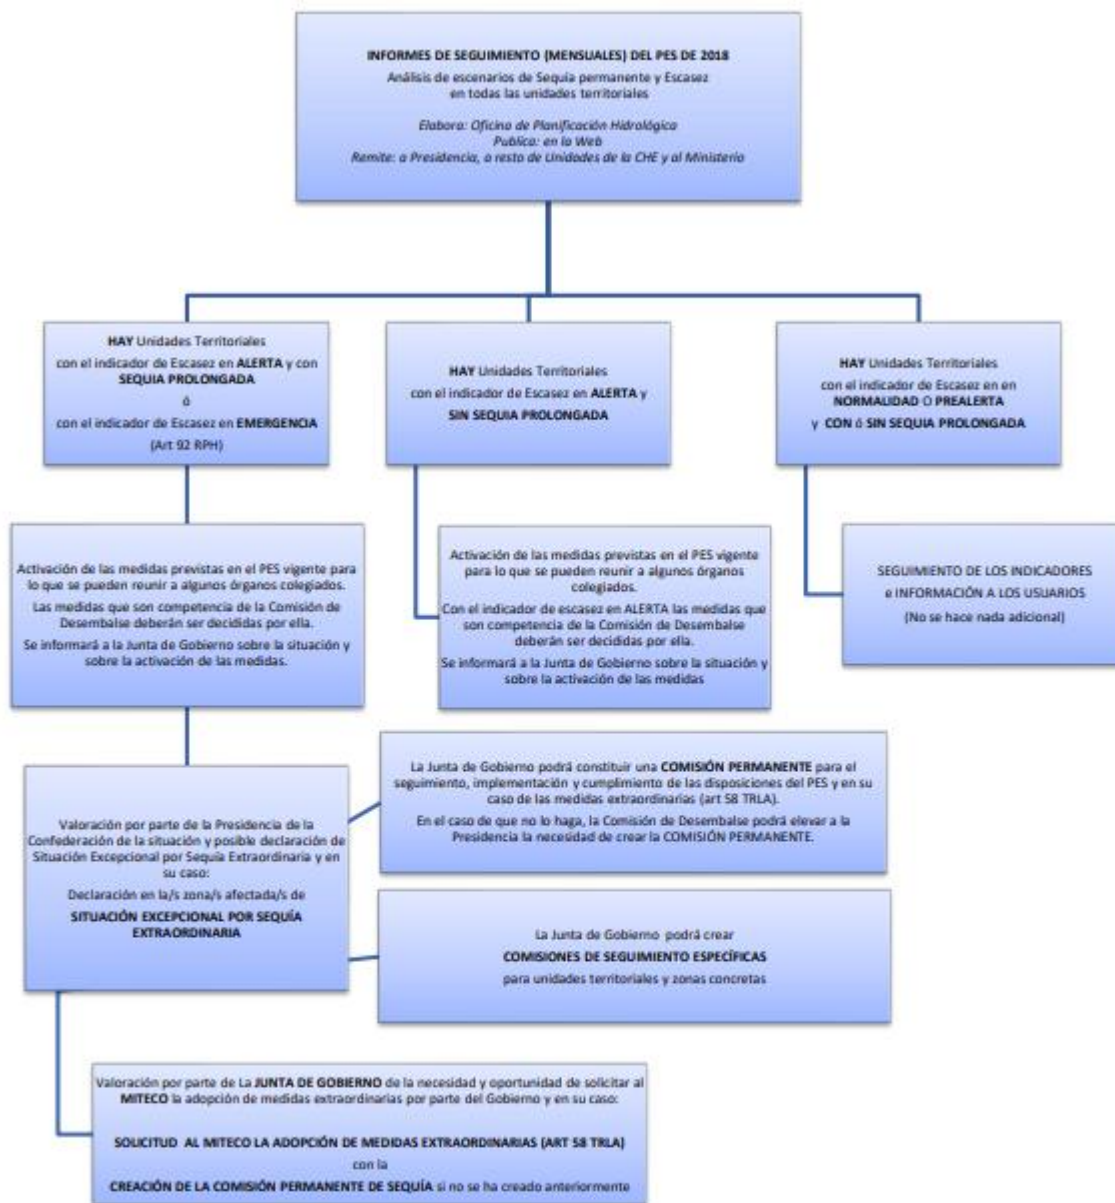 INFORMES DE SEGUIMIENTO (MENSUALES) DEL PES DE 2018
Análisis de escenarios de Sequía permanente y Escasez
en todas las unidades territoriales
Elabora: Oficina de Planificación Hidrológica
Publica: en la Web
Remite: a Presidencia, a resto de Unidades de la CHE y al Ministerio
HAY Unidades Territoriales
con el indicador de Escasez en ALERTA y con
SEQUIA PROLONGADA
ó
con el indicador de Escasez en EMERGENCIA
(Art 92 RPH)
HAY Unidades Territoriales
con el indicador de Escasez en ALERTA y
SIN SEQUIA PROLONGADA
HAY Unidades Territoriales
con el indicador de Escasez en en
NORMALIDAD O PREALERTA
y CON ó SIN SEQUIA PROLONGADA
Activación de las medidas previstas en el PES vigente
para lo que se pueden reunir a algunos órganos
colegiados.
Las medidas que son competencia de la Comisión de
Desembalse deberán ser decididas por ella.
Se informará a la Junta de Gobierno sobre la situación y
sobre la activación de las medidas.
Activación de las medidas previstas en el PES vigente
para lo que se pueden reunir a algunos órganos
colegiados.
Con el indicador de escasez en ALERTA las medidas que
son competencia de la Comisión de Desembalse
deberán ser decididas por ella.
Se informará a la Junta de Gobierno sobre la situación y
sobre la activación de las medidas
SEGUIMIENTO DE LOS INDICADORES
e INFORMACIÓN A LOS USUARIOS
(No se hace nada adicional)
Valoración por parte de la Presidencia de la
Confederación de la situación y posible declaración de
Situación Excepcional por Sequía Extraordinaria y en
su caso:
Declaración en la/s zona/s afectada/s de
SITUACIÓN EXCEPCIONAL POR SEQUÍA
EXTRAORDINARIA
La Junta de Gobierno podrá constituir una COMISIÓN PERMANENTE para el
seguimiento, implementación y cumplimiento de las disposiciones del PES y en su
caso de las medidas extraordinarias (art 58 TRLA).
En el caso de que no lo haga, la Comisión de Desembalse podrá elevar a la
Presidencia la necesidad de crear la COMISIÓN PERMANENTE.
La Junta de Gobierno podrá crear
COMISIONES DE SEGUIMIENTO ESPECÍFICAS
para unidades territoriales y zonas concretas
Valoración por parte de La JUNTA DE GOBIERNO de la necesidad y oportunidad de solicitar al
MITECO la adopción de medidas extraordinarias por parte del Gobierno y en su caso:
SOLICITUD AL MITECO LA ADOPCIÓN DE MEDIDAS EXTRAORDINARIAS (ART 58 TRLA)
con la
CREACIÓN DE LA COMISIÓN PERMANENTE DE SEQUÍA si no se ha creado anteriormente